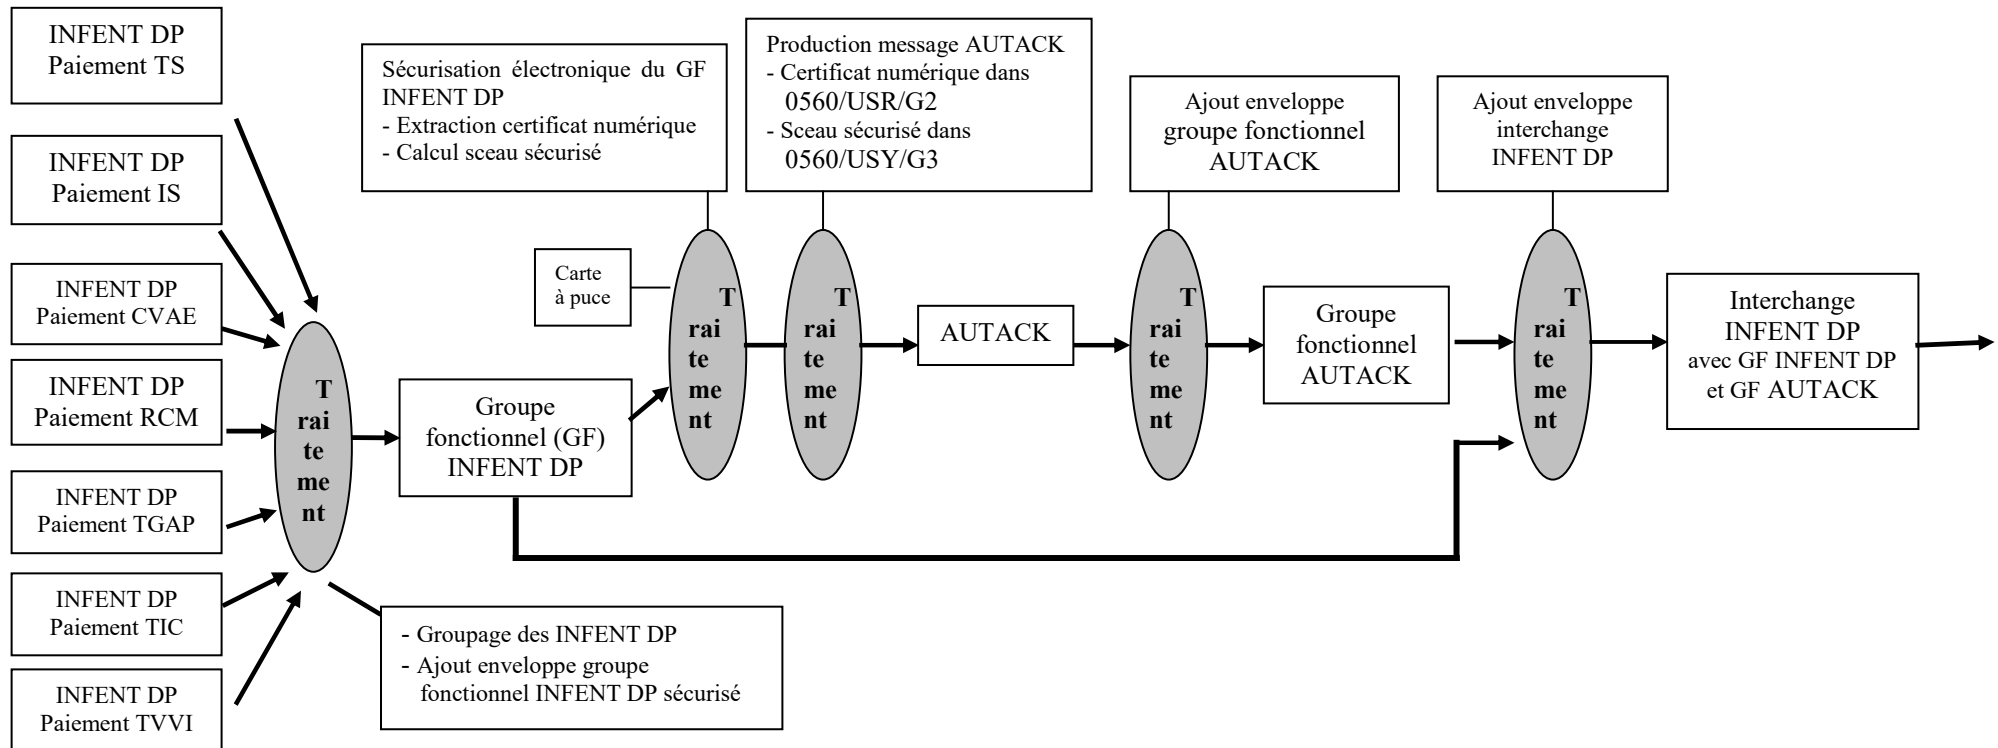 INFENT DP
Paiement TS
INFENT DP
Paiement IS
INFENT DP
Paiement CVAE
INFENT DP
Paiement RCM
INFENT DP
Paiement TGAP
INFENT DP
Paiement TIC
INFENT DP
Paiement TVVI
T
rai
te
me
nt
- Groupage des INFENT DP
- Ajout enveloppe groupe
fonctionnel INFENT DP sécurisé
Groupe
fonctionnel (GF)
INFENT DP
Sécurisation électronique du GF
INFENT DP
- Extraction certificat numérique
- Calcul sceau sécurisé
Carte
à puce
T
rai
te
me
nt
Production message AUTACK
- Certificat numérique dans
0560/USR/G2
- Sceau sécurisé dans
0560/USY/G3
T
rai
te
me
nt
AUTACK
Ajout enveloppe
groupe fonctionnel
AUTACK
T
rai
te
me
nt
Groupe
fonctionnel
AUTACK
Ajout enveloppe
interchange
INFENT DP
T
rai
te
me
nt
Interchange
INFENT DP
avec GF INFENT DP
et GF AUTACK